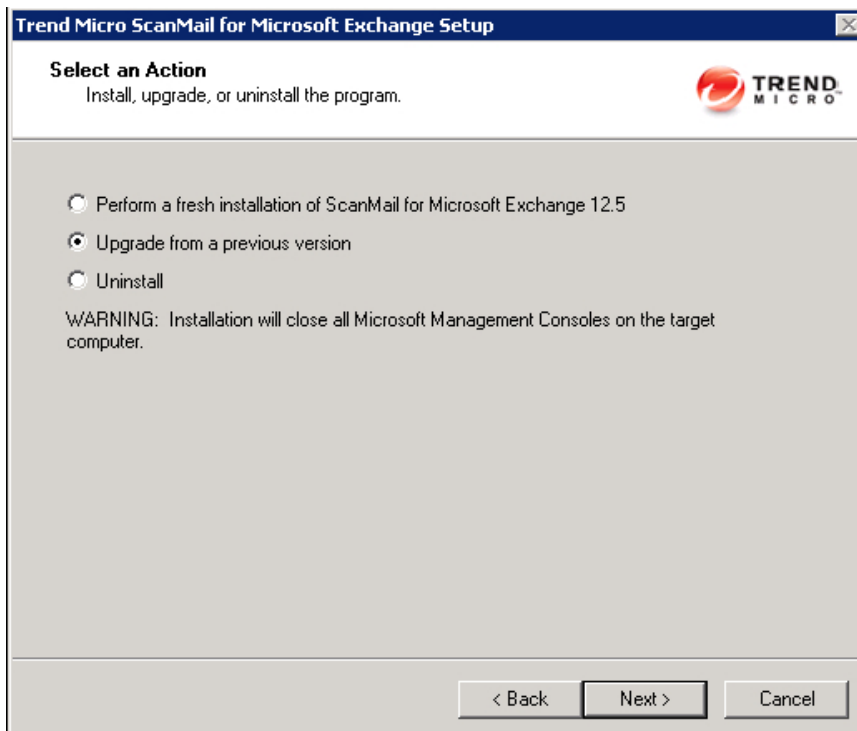 Trend Micro ScanMail for Microsoft Exchange Setup
Select an Action
Install, upgrade, or uninstall the program.
TREND
MICRO™
Perform a fresh installation of ScanMail for Microsoft Exchange 12.5
Upgrade from a previous version
Uninstall
WARNING:  Installation will close all Microsoft Management Consoles on the target
computer.
< Back
Next >
Cancel